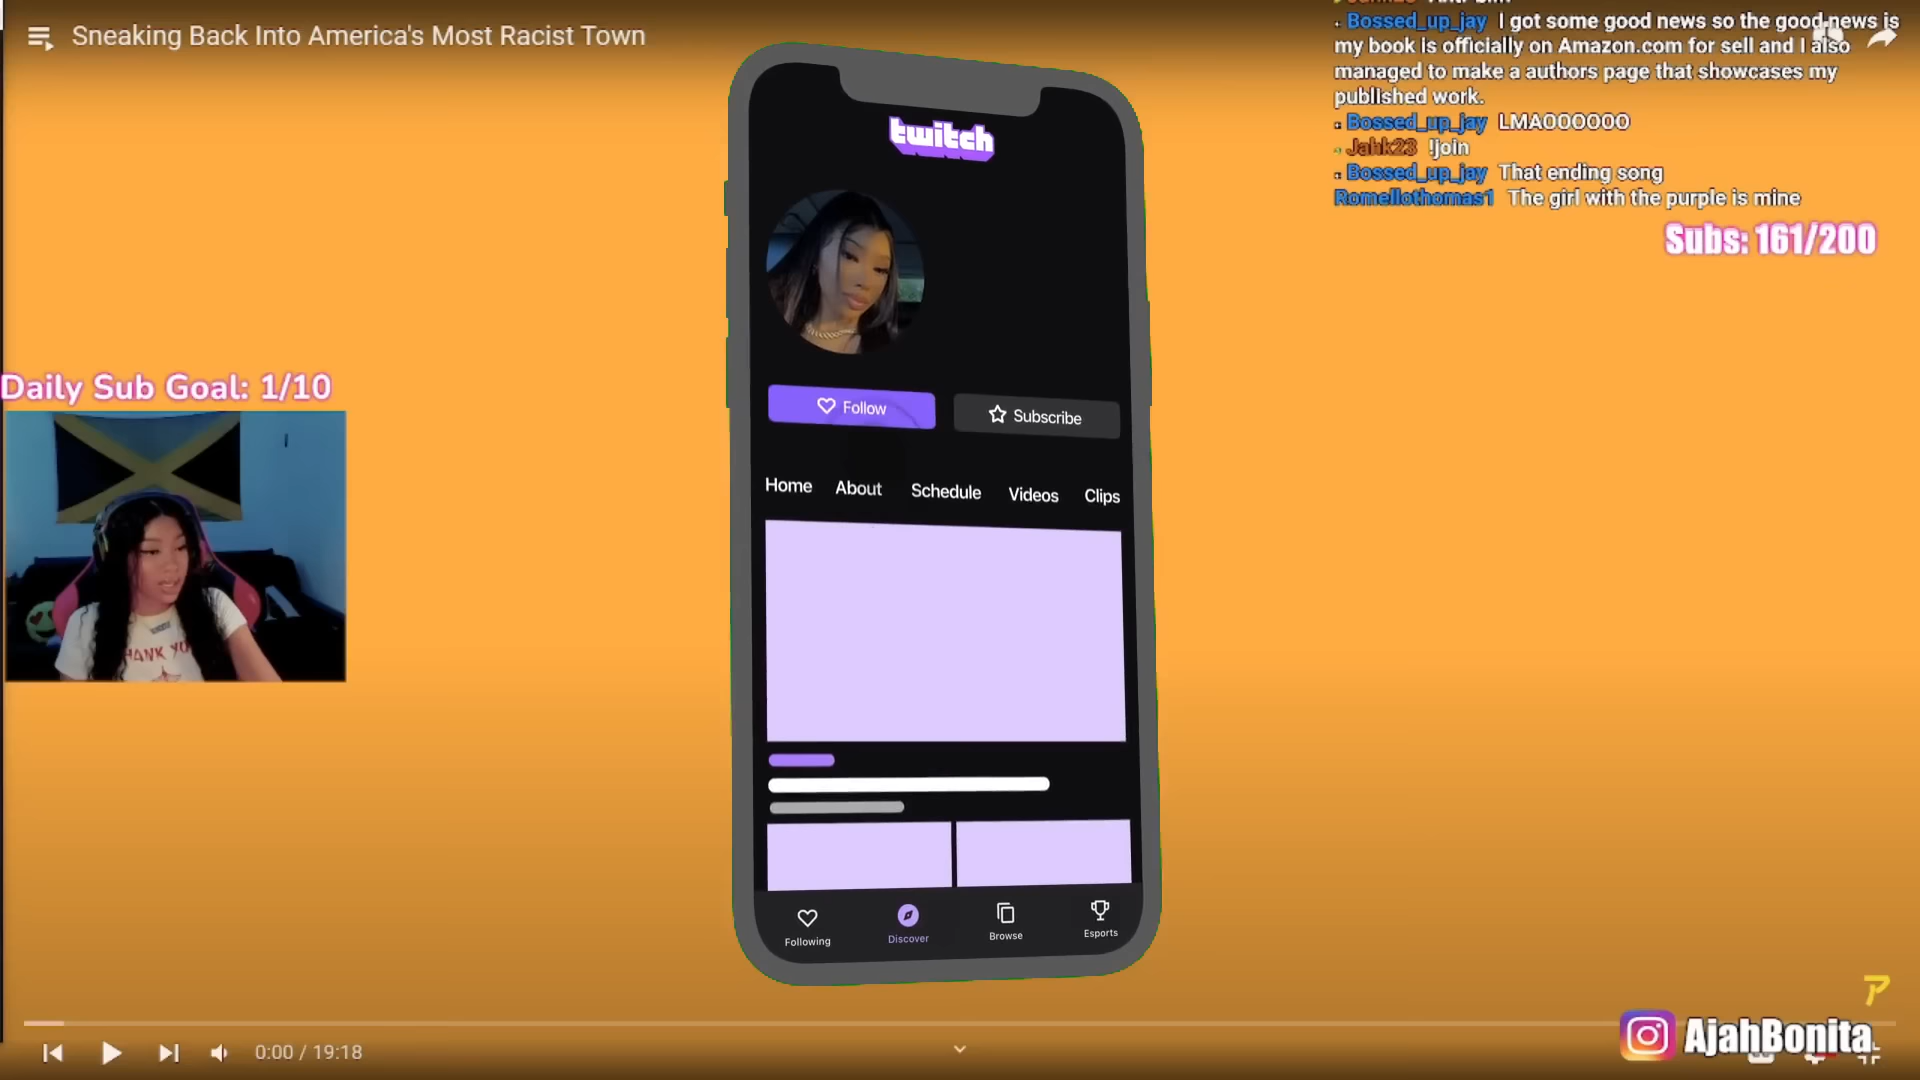 Sneaking Back Into America's Most Racist Town
Bossed_up_jay I got some good news so the good news is
my book is officially on Amazon.com for sell and I also
managed to make a authors page that showcases my
published work.
Bossed_up_jay LMAOOOOOO
Jahk23 !join
Bossed_up_jay That ending song
Romellothomas1 The girl with the purple is mine
Subs: 161/200
twitch
Daily Sub Goal: 1/10
Follow
Subscribe
Home About Schedule Videos Clips
THANK YOU
Following
Discover
Browse
Esports
0:00 / 19:18
AjahBonita